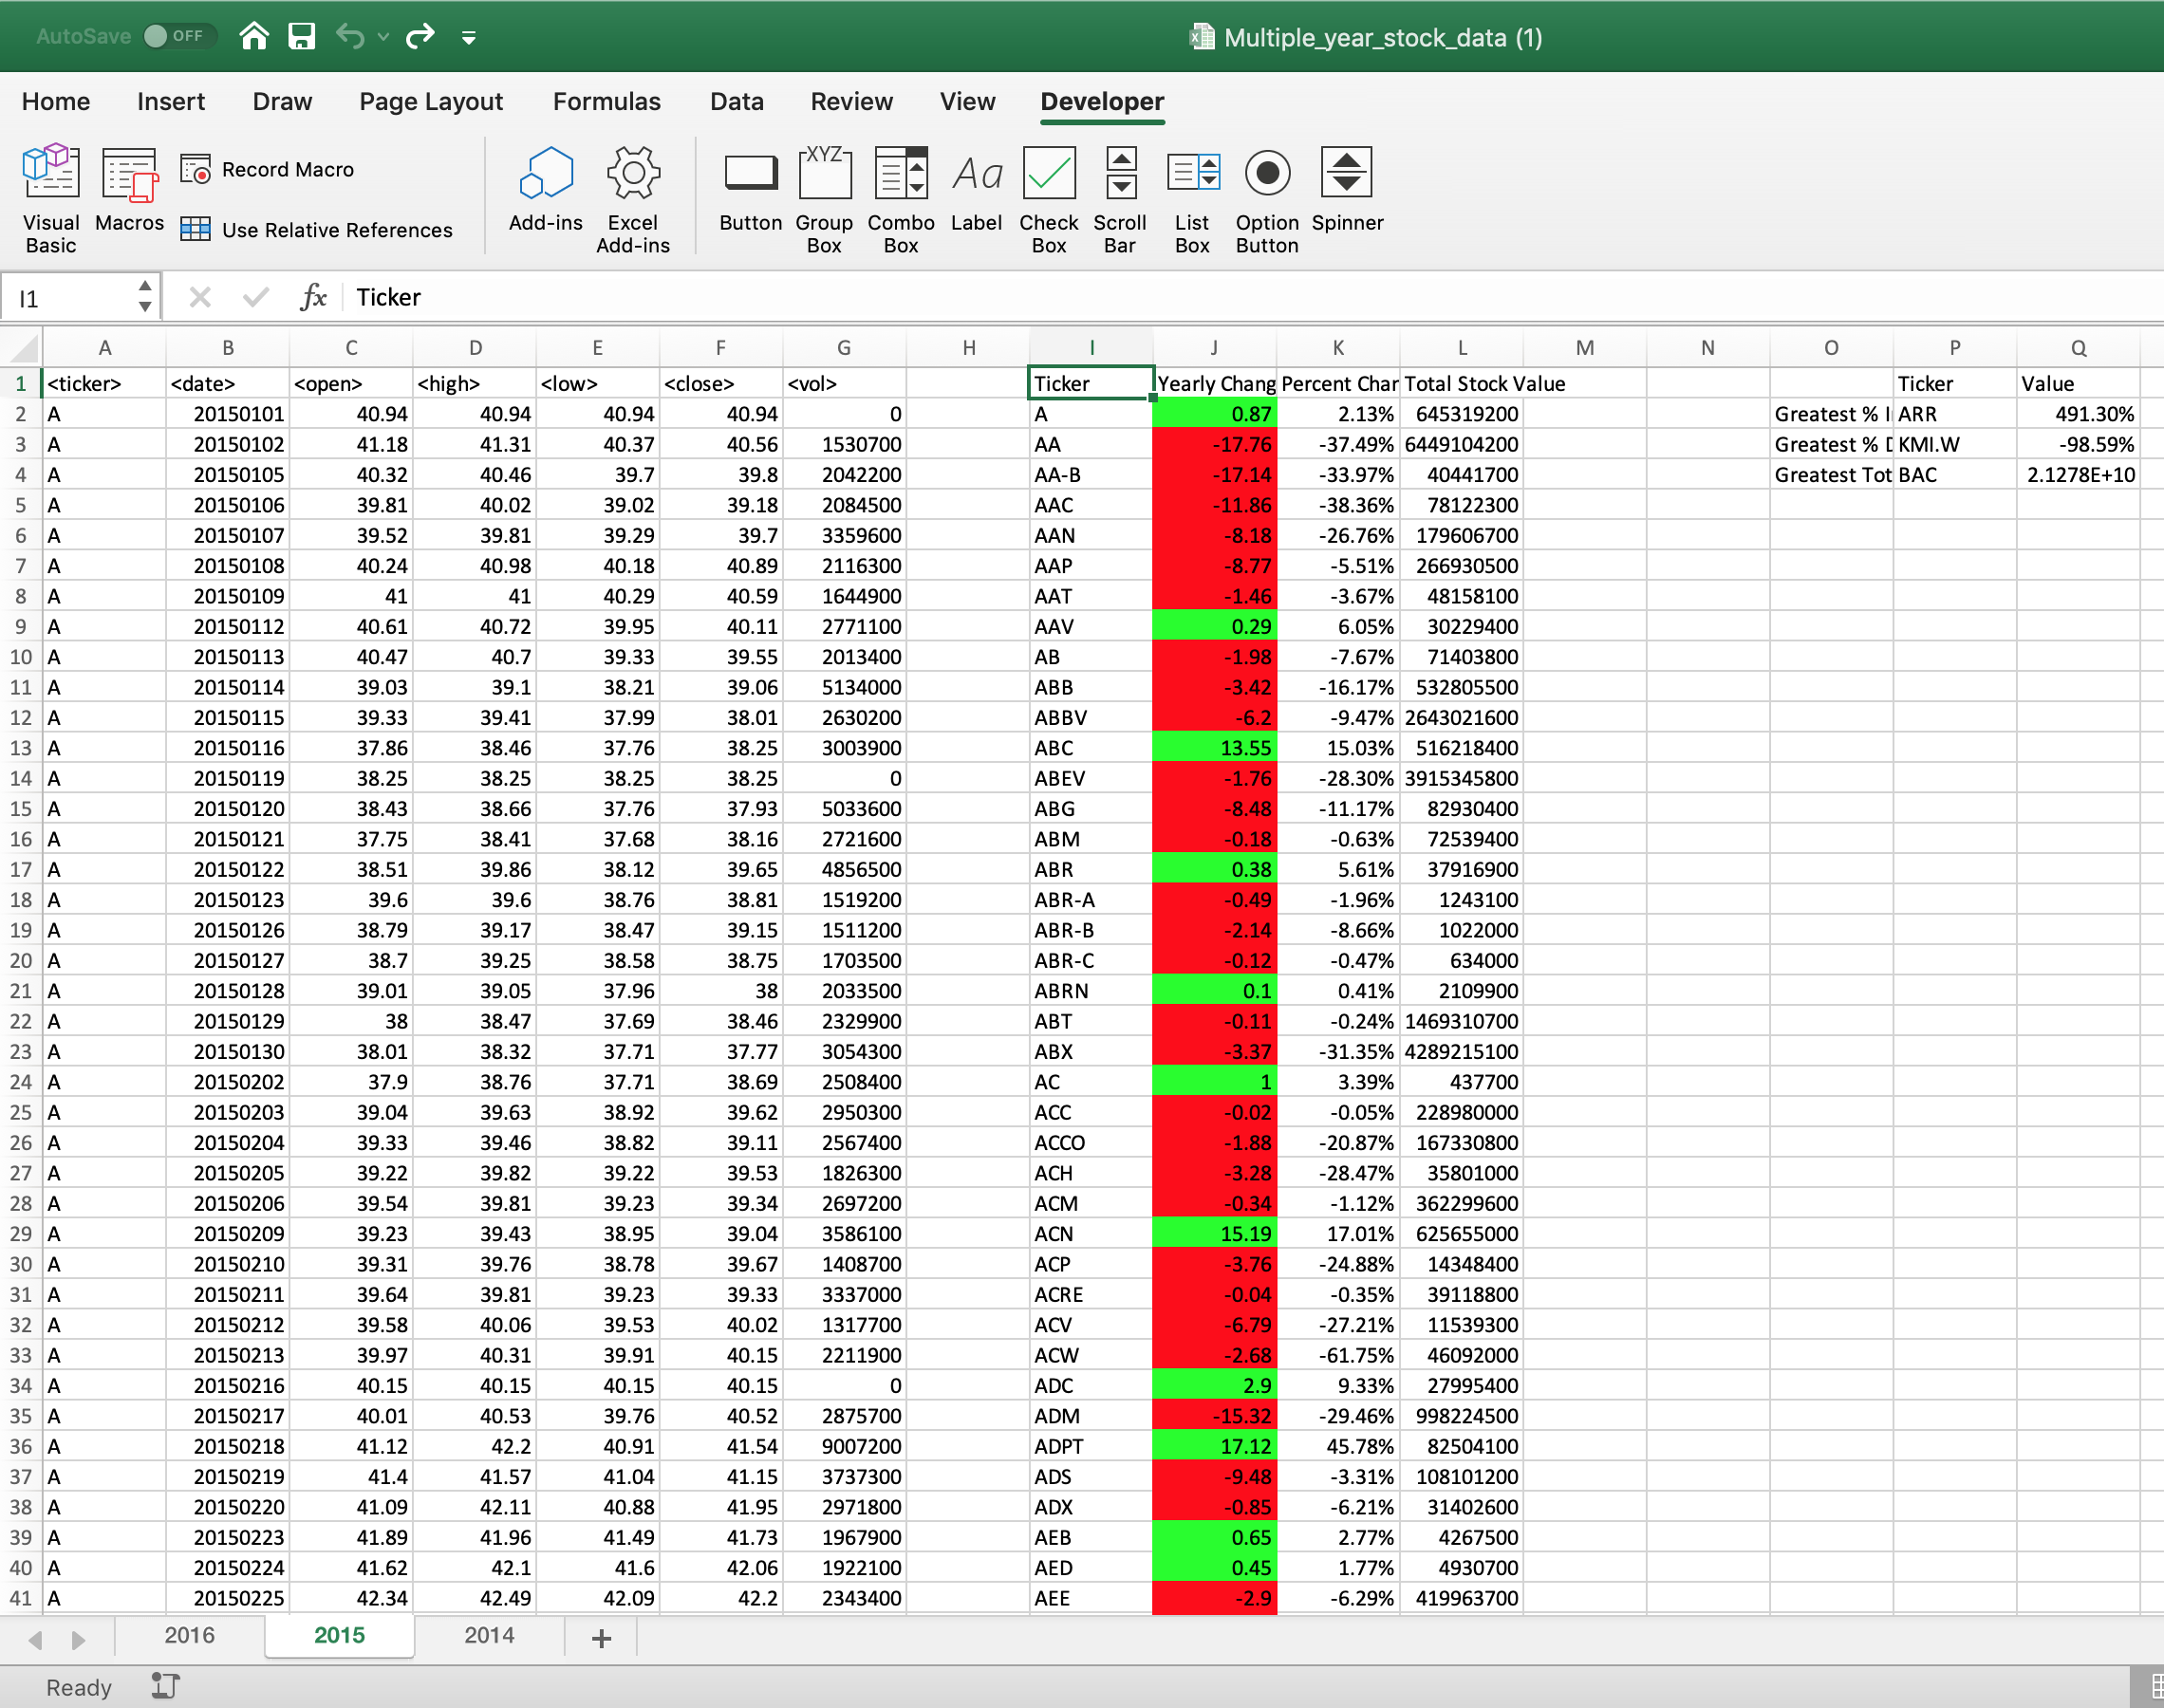 AutoSave OFF Multiple_year_stock_data (1)
Home Insert Draw Page Layout Formulas Data Review View Developer
Visual Basic Macros Record Macro Use Relative References Add-ins Excel Add-ins Button Group Box Combo Box Label Check Box Scroll Bar List Box Option Button Spinner
XYZ Aa
I1 fx Ticker
A B C D E F G H I J K L M N O P Q
1 <ticker> <date> <open> <high> <low> <close> <vol> Ticker Yearly Chang Percent Char Total Stock Value Ticker Value
2 A 20150101 40.94 40.94 40.94 40.94 0 A 0.87 2.13% 645319200 Greatest % I ARR 491.30%
3 A 20150102 41.18 41.31 40.37 40.56 1530700 AA -17.76 -37.49% 6449104200 Greatest % D KMI.W -98.59%
4 A 20150105 40.32 40.46 39.7 39.8 2042200 AA-B -17.14 -33.97% 40441700 Greatest Tot BAC 2.1278E+10
5 A 20150106 39.81 40.02 39.02 39.18 2084500 AAC -11.86 -38.36% 78122300
6 A 20150107 39.52 39.81 39.29 39.7 3359600 AAN -8.18 -26.76% 179606700
7 A 20150108 40.24 40.98 40.18 40.89 2116300 AAP -8.77 -5.51% 266930500
8 A 20150109 41 41 40.29 40.59 1644900 AAT -1.46 -3.67% 48158100
9 A 20150112 40.61 40.72 39.95 40.11 2771100 AAV 0.29 6.05% 30229400
10 A 20150113 40.47 40.7 39.33 39.55 2013400 AB -1.98 -7.67% 71403800
11 A 20150114 39.03 39.1 38.21 39.06 5134000 ABB -3.42 -16.17% 532805500
12 A 20150115 39.33 39.41 37.99 38.01 2630200 ABBV -6.2 -9.47% 2643021600
13 A 20150116 37.86 38.46 37.76 38.25 3003900 ABC 13.55 15.03% 516218400
14 A 20150119 38.25 38.25 38.25 38.25 0 ABEV -1.76 -28.30% 3915345800
15 A 20150120 38.43 38.66 37.76 37.93 5033600 ABG -8.48 -11.17% 82930400
16 A 20150121 37.75 38.41 37.68 38.16 2721600 ABM -0.18 -0.63% 72539400
17 A 20150122 38.51 39.86 38.12 39.65 4856500 ABR 0.38 5.61% 37916900
18 A 20150123 39.6 39.6 38.76 38.81 1519200 ABR-A -0.49 -1.96% 1243100
19 A 20150126 38.79 39.17 38.47 39.15 1511200 ABR-B -2.14 -8.66% 1022000
20 A 20150127 38.7 39.25 38.58 38.75 1703500 ABR-C -0.12 -0.47% 634000
21 A 20150128 39.01 39.05 37.96 38 2033500 ABRN 0.1 0.41% 2109900
22 A 20150129 38 38.47 37.69 38.46 2329900 ABT -0.11 -0.24% 1469310700
23 A 20150130 38.01 38.32 37.71 37.77 3054300 ABX -3.37 -31.35% 4289215100
24 A 20150202 37.9 38.76 37.71 38.69 2508400 AC 1 3.39% 437700
25 A 20150203 39.04 39.63 38.92 39.62 2950300 ACC -0.02 -0.05% 228980000
26 A 20150204 39.33 39.46 38.82 39.11 2567400 ACCO -1.88 -20.87% 167330800
27 A 20150205 39.22 39.82 39.22 39.53 1826300 ACH -3.28 -28.47% 35801000
28 A 20150206 39.54 39.81 39.23 39.34 2697200 ACM -0.34 -1.12% 362299600
29 A 20150209 39.23 39.43 38.95 39.04 3586100 ACN 15.19 17.01% 625655000
30 A 20150210 39.31 39.76 38.78 39.67 1408700 ACP -3.76 -24.88% 14348400
31 A 20150211 39.64 39.81 39.23 39.33 3337000 ACRE -0.04 -0.35% 39118800
32 A 20150212 39.58 40.06 39.53 40.02 1317700 ACV -6.79 -27.21% 11539300
33 A 20150213 39.97 40.31 39.91 40.15 2211900 ACW -2.68 -61.75% 46092000
34 A 20150216 40.15 40.15 40.15 40.15 0 ADC 2.9 9.33% 27995400
35 A 20150217 40.01 40.53 39.76 40.52 2875700 ADM -15.32 -29.46% 998224500
36 A 20150218 41.12 42.2 40.91 41.54 9007200 ADPT 17.12 45.78% 82504100
37 A 20150219 41.4 41.57 41.04 41.15 3737300 ADS -9.48 -3.31% 108101200
38 A 20150220 41.09 42.11 40.88 41.95 2971800 ADX -0.85 -6.21% 31402600
39 A 20150223 41.89 41.96 41.49 41.73 1967900 AEB 0.65 2.77% 4267500
40 A 20150224 41.62 42.1 41.6 42.06 1922100 AED 0.45 1.77% 4930700
41 A 20150225 42.34 42.49 42.09 42.2 2343400 AEE -2.9 -6.29% 419963700
2016 2015 2014 +
Ready